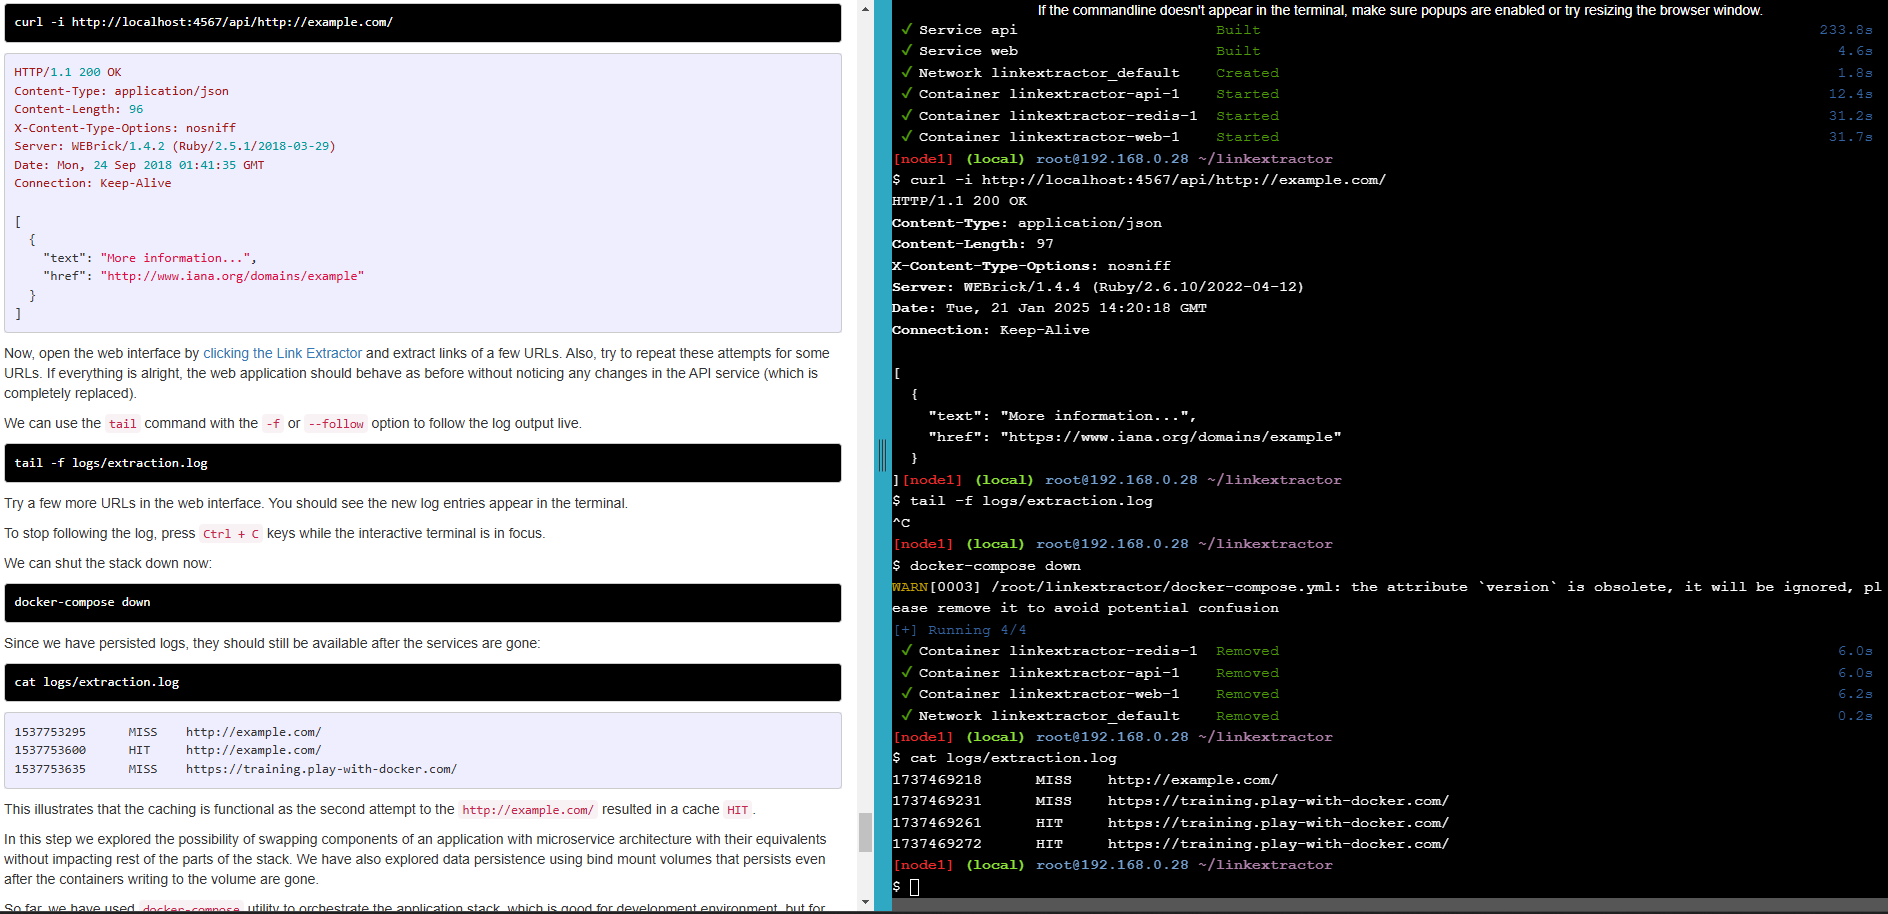 curl -i http://localhost:4567/api/http://example.com/
HTTP/1.1 200 OK
Content-Type: application/json
Content-Length: 96
X-Content-Type-Options: nosniff
Server: WEBrick/1.4.2 (Ruby/2.5.1/2018-03-29)
Date: Mon, 24 Sep 2018 01:41:35 GMT
Connection: Keep-Alive
[
{
"text": "More information...",
"href": "http://www.iana.org/domains/example"
}
]
Now, open the web interface by clicking the Link Extractor and extract links of a few URLs. Also, try to repeat these attempts for some
URLs. If everything is alright, the web application should behave as before without noticing any changes in the API service (which is
completely replaced).
We can use the tail command with the -f or --follow option to follow the log output live.
tail -f logs/extraction.log
Try a few more URLs in the web interface. You should see the new log entries appear in the terminal.
To stop following the log, press Ctrl + C keys while the interactive terminal is in focus.
We can shut the stack down now:
docker-compose down
Since we have persisted logs, they should still be available after the services are gone:
cat logs/extraction.log
1537753295 MISS http://example.com/
1537753600 HIT http://example.com/
1537753635 MISS https://training.play-with-docker.com/
This illustrates that the caching is functional as the second attempt to the http://example.com/ resulted in a cache HIT.
In this step we explored the possibility of swapping components of an application with microservice architecture with their equivalents
without impacting rest of the parts of the stack. We have also explored data persistence using bind mount volumes that persists even
after the containers writing to the volume are gone.
So far, we have used docker-compose utility to orchestrate the application stack, which is good for development environment, but for
If the commandline doesn't appear in the terminal, make sure popups are enabled or try resizing the browser window.
✓ Service api Built 233.8s
✓ Service web Built 4.6s
✓ Network linkextractor_default Created 1.8s
✓ Container linkextractor-api-1 Started 12.4s
✓ Container linkextractor-redis-1 Started 31.2s
✓ Container linkextractor-web-1 Started 31.7s
[node1] (local) root@192.168.0.28 ~/linkextractor
$ curl -i http://localhost:4567/api/http://example.com/
HTTP/1.1 200 OK
Content-Type: application/json
Content-Length: 97
X-Content-Type-Options: nosniff
Server: WEBrick/1.4.4 (Ruby/2.6.10/2022-04-12)
Date: Tue, 21 Jan 2025 14:20:18 GMT
Connection: Keep-Alive
[
{
"text": "More information...",
"href": "https://www.iana.org/domains/example"
}
][node1] (local) root@192.168.0.28 ~/linkextractor
$ tail -f logs/extraction.log
^C
[node1] (local) root@192.168.0.28 ~/linkextractor
$ docker-compose down
WARN[0003] /root/linkextractor/docker-compose.yml: the attribute `version` is obsolete, it will be ignored, pl
ease remove it to avoid potential confusion
[+] Running 4/4
✓ Container linkextractor-redis-1 Removed 6.0s
✓ Container linkextractor-api-1 Removed 6.0s
✓ Container linkextractor-web-1 Removed 6.2s
✓ Network linkextractor_default Removed 0.2s
[node1] (local) root@192.168.0.28 ~/linkextractor
$ cat logs/extraction.log
1737469218 MISS http://example.com/
1737469231 MISS https://training.play-with-docker.com/
1737469261 HIT https://training.play-with-docker.com/
1737469272 HIT https://training.play-with-docker.com/
[node1] (local) root@192.168.0.28 ~/linkextractor
$